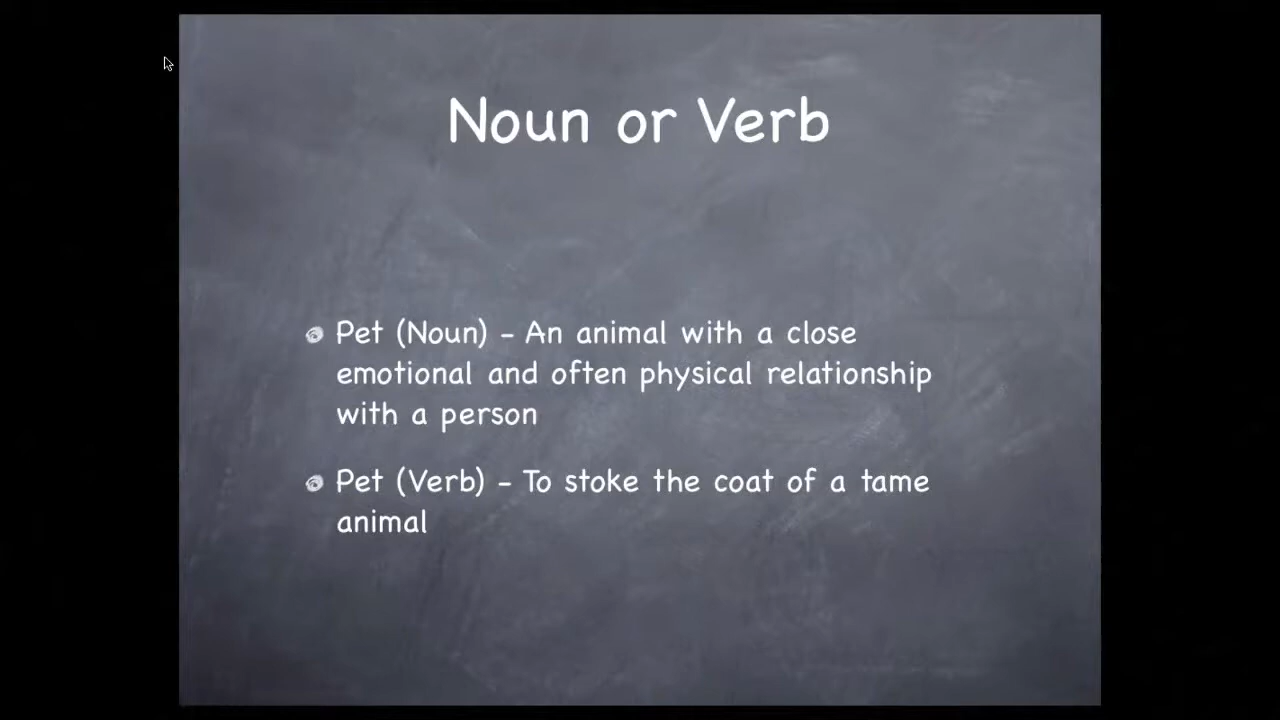 Noun or Verb
Pet (Noun) - An animal with a close
emotional and often physical relationship
with a person
Pet (Verb) - To stoke the coat of a tame
animal